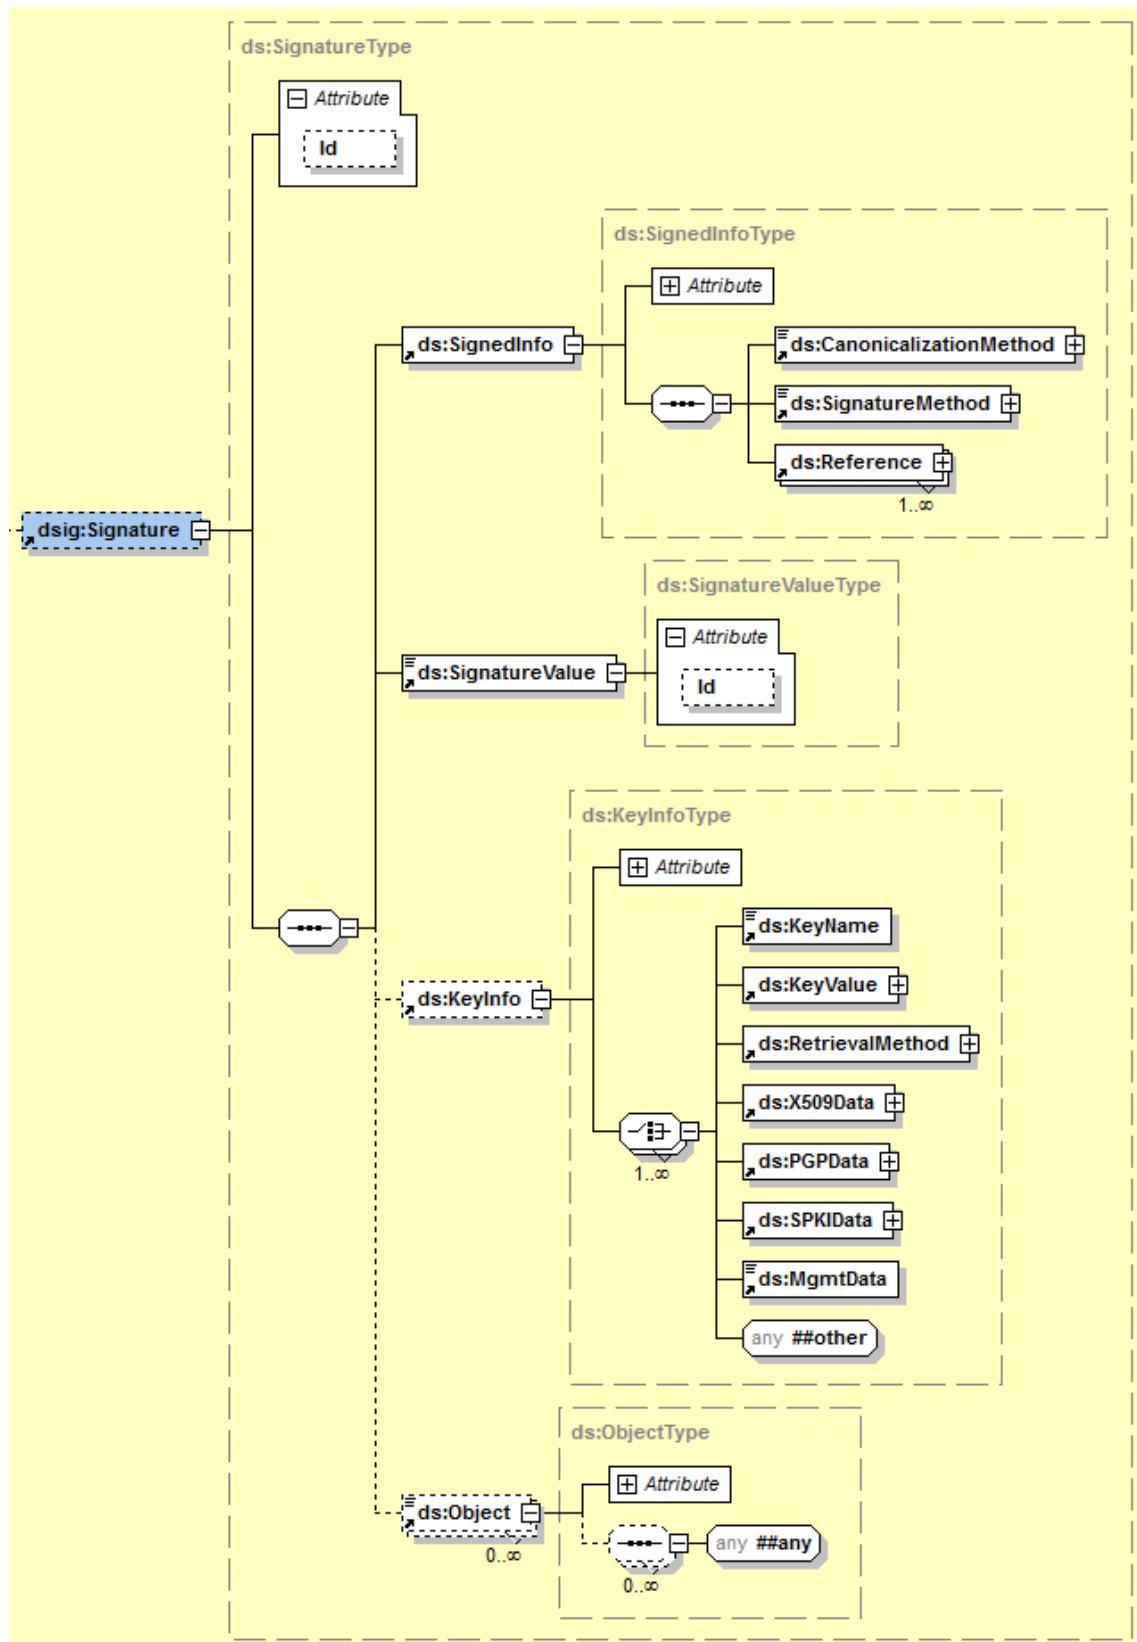 ds:SignatureType
Attribute
Id
ds:SignedInfoType
Attribute
ds:SignedInfo
ds:CanonicalizationMethod
ds:SignatureMethod
ds:Reference
1..∞
dsig:Signature
ds:SignatureValueType
Attribute
ds:SignatureValue
Id
ds:KeyInfoType
Attribute
ds:KeyName
ds:KeyValue
ds:KeyInfo
ds:RetrievalMethod
ds:X509Data
ds:PGPData
1..∞
ds:SPKIData
ds:MgmtData
any ##other
ds:ObjectType
Attribute
ds:Object
any ##any
0..∞
0..∞